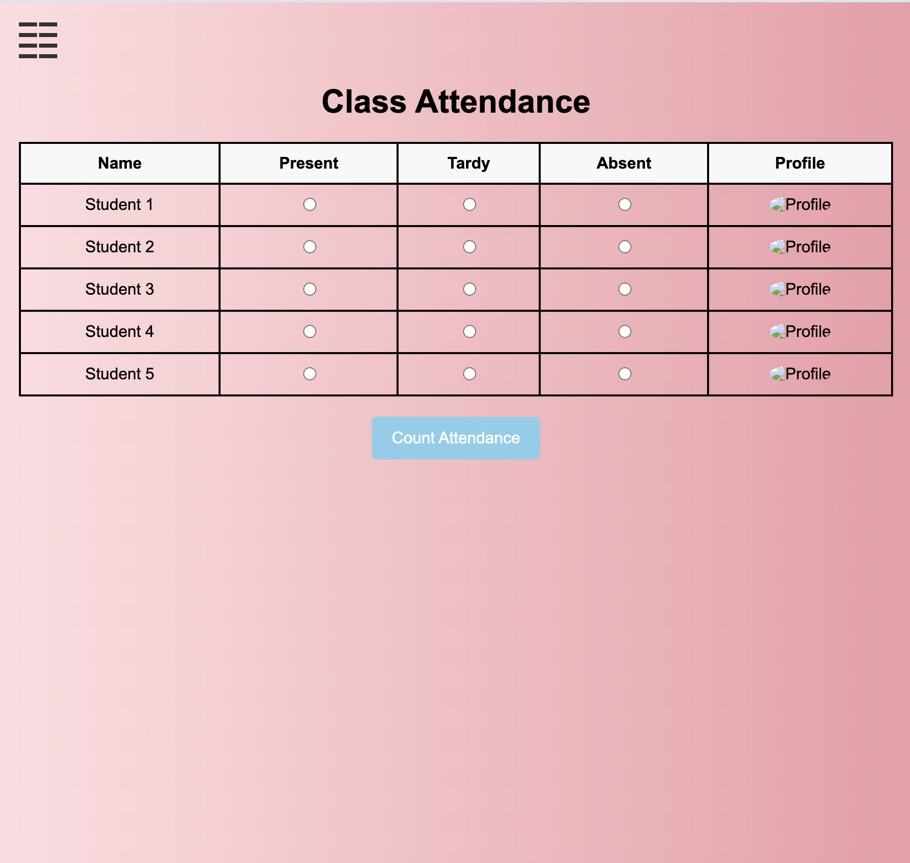 Class Attendance
Name Present Tardy Absent Profile
Student 1 Profile
Student 2 Profile
Student 3 Profile
Student 4 Profile
Student 5 Profile
Count Attendance